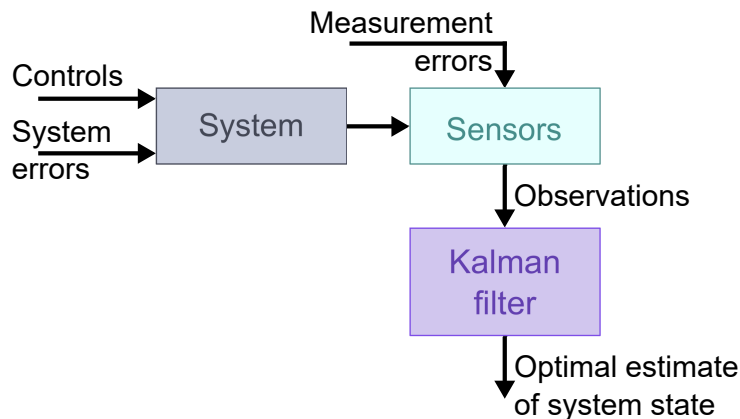 Measurement
errors
Controls
System
errors
System
Sensors
Observations
Kalman
filter
Optimal estimate
of system state